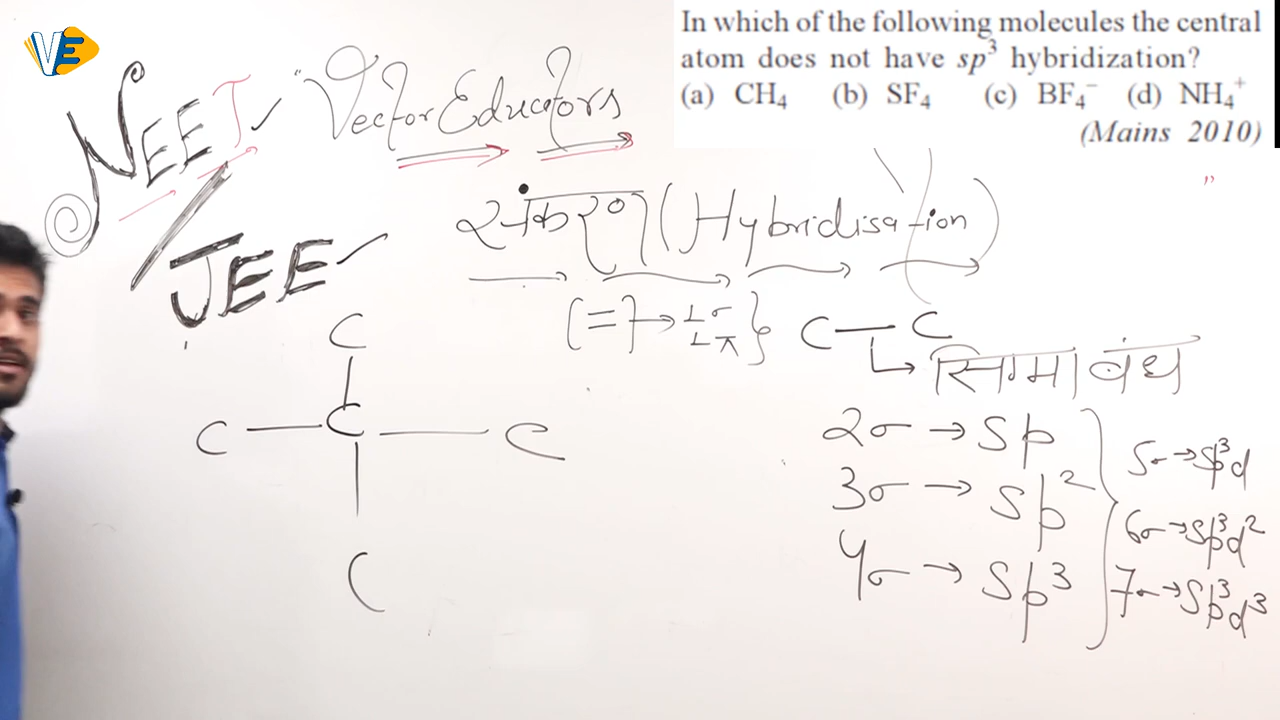 VE
In which of the following molecules the central
atom does not have sp³ hybridization?
(a) CH₄ (b) SF₄ (c) BF₄⁻ (d) NH₄⁺
(Mains 2010)
NEET
"Vector Educators"
JEE
संकरण (Hybridisation)
{=} → 1σ
1π}
C — C
सिग्मा बंध
C
C — C — C
C
2σ → sp
3σ → sp²
4σ → sp³
5σ → sp³d
6σ → sp³d²
7σ → sp³d³